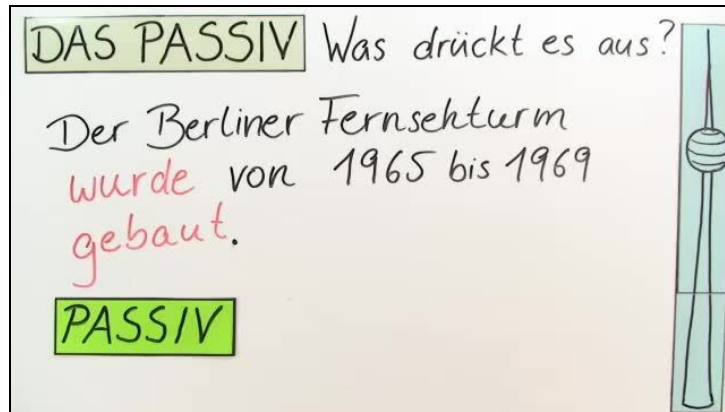 DAS PASSIV Was drückt es aus?
Der Berliner Fernsehturm
wurde von 1965 bis 1969
gebaut.
PASSIV